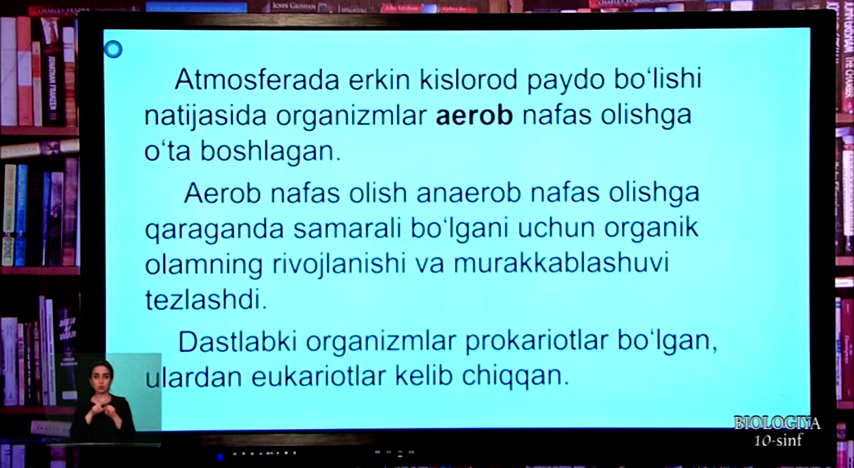 Atmosferada erkin kislorod paydo bo‘lishi
natijasida organizmlar aerob nafas olishga
o‘ta boshlagan.
Aerob nafas olish anaerob nafas olishga
qaraganda samarali bo‘lgani uchun organik
olamning rivojlanishi va murakkablashuvi
tezlashdi.
Dastlabki organizmlar prokariotlar bo‘lgan,
ulardan eukariotlar kelib chiqqan.
BIOLOGIYA
10-sinf